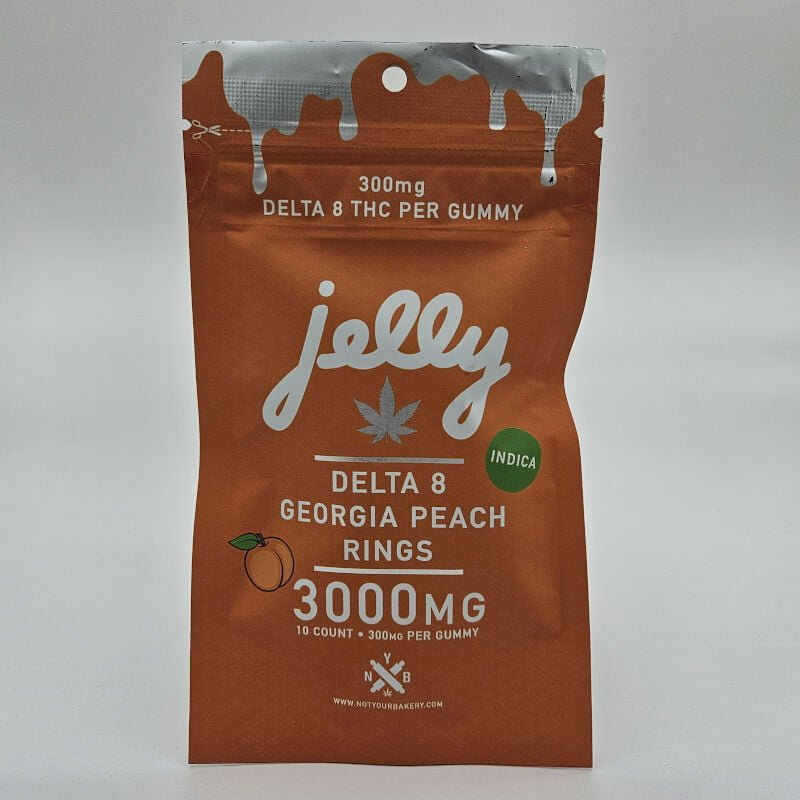 300mg
DELTA 8 THC PER GUMMY
jelly
INDICA
DELTA 8
GEORGIA PEACH
RINGS
3000MG
10 COUNT • 300MG PER GUMMY
Y
N B
WWW.NOTYOURBAKERY.COM